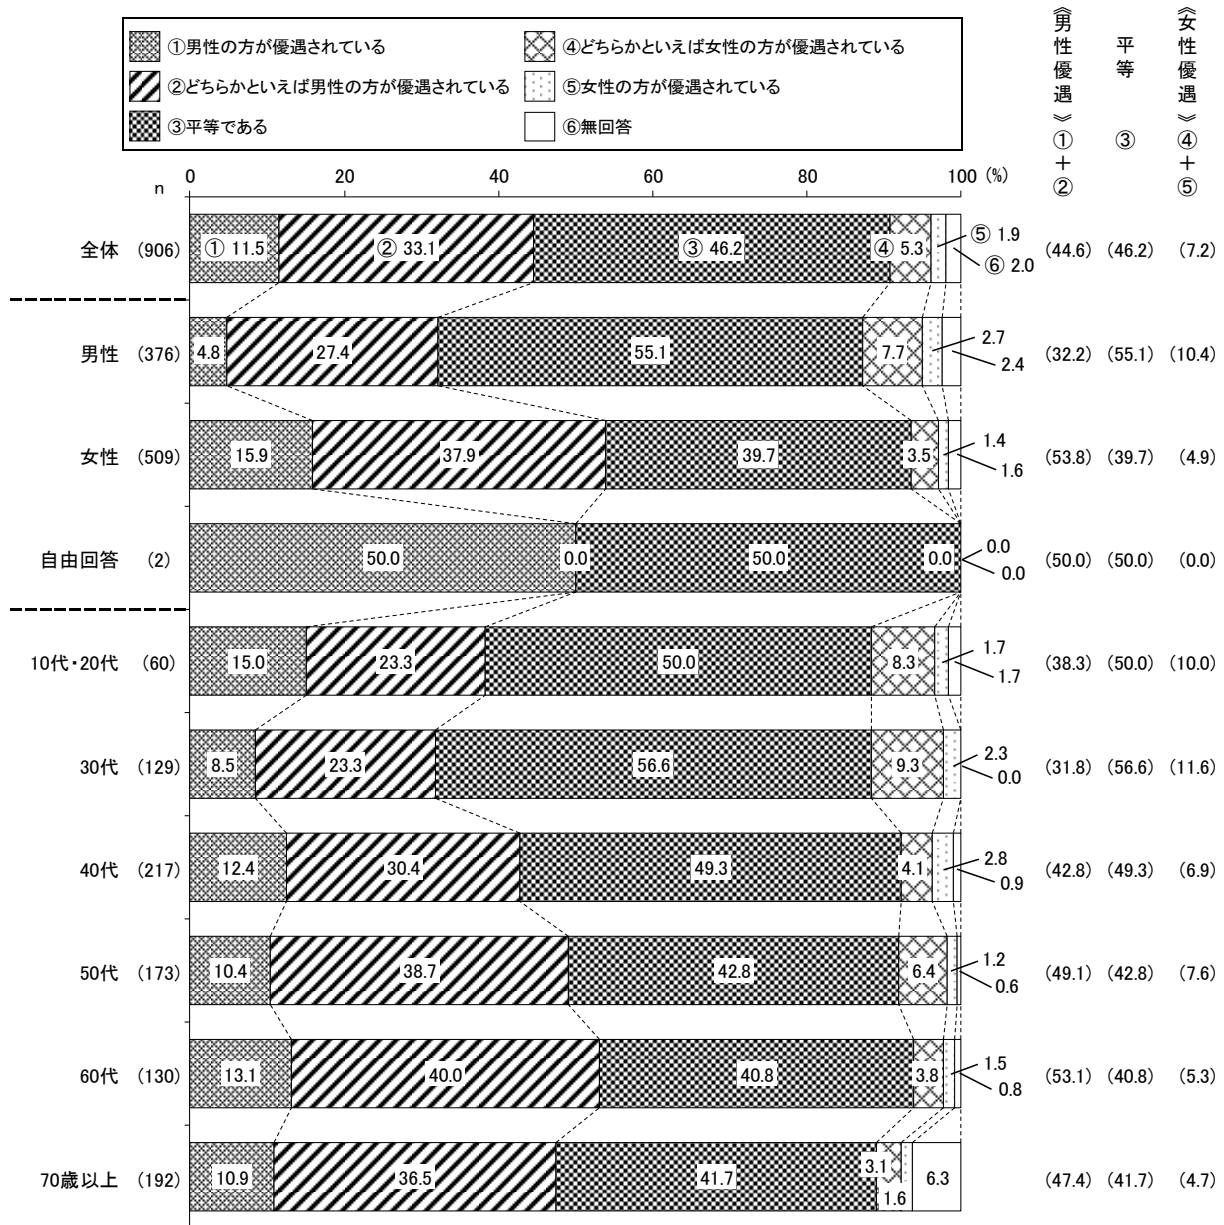 ①男性の方が優遇されている
④どちらかといえば女性の方が優遇されている
②どちらかといえば男性の方が優遇されている
⑤女性の方が優遇されている
③平等である
⑥無回答
《男性優遇》①+②
平等 ③
《女性優遇》④+⑤
n 0 20 40 60 80 100 (%)
全体 (906) ① 11.5 ② 33.1 ③ 46.2 ④ 5.3 ⑤ 1.9 ⑥ 2.0 (44.6) (46.2) (7.2)
男性 (376) 4.8 27.4 55.1 7.7 2.7 2.4 (32.2) (55.1) (10.4)
女性 (509) 15.9 37.9 39.7 3.5 1.4 1.6 (53.8) (39.7) (4.9)
自由回答 (2) 50.0 0.0 50.0 0.0 0.0 0.0 (50.0) (50.0) (0.0)
10代・20代 (60) 15.0 23.3 50.0 8.3 1.7 1.7 (38.3) (50.0) (10.0)
30代 (129) 8.5 23.3 56.6 9.3 2.3 0.0 (31.8) (56.6) (11.6)
40代 (217) 12.4 30.4 49.3 4.1 2.8 0.9 (42.8) (49.3) (6.9)
50代 (173) 10.4 38.7 42.8 6.4 1.2 0.6 (49.1) (42.8) (7.6)
60代 (130) 13.1 40.0 40.8 3.8 1.5 0.8 (53.1) (40.8) (5.3)
70歳以上 (192) 10.9 36.5 41.7 3.1 1.6 6.3 (47.4) (41.7) (4.7)